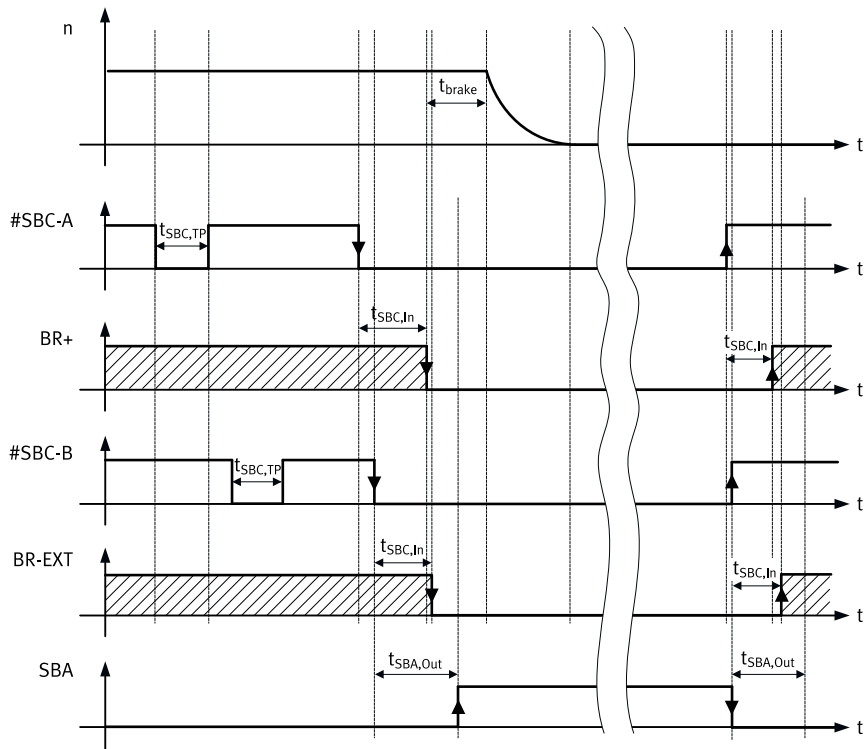 n
t_brake
t
#SBC-A
t_SBC,TP
t
BR+
t_SBC,In
t_SBC,In
t
#SBC-B
t_SBC,TP
t
BR-EXT
t_SBC,In
t_SBC,In
t
SBA
t_SBA,Out
t_SBA,Out
t